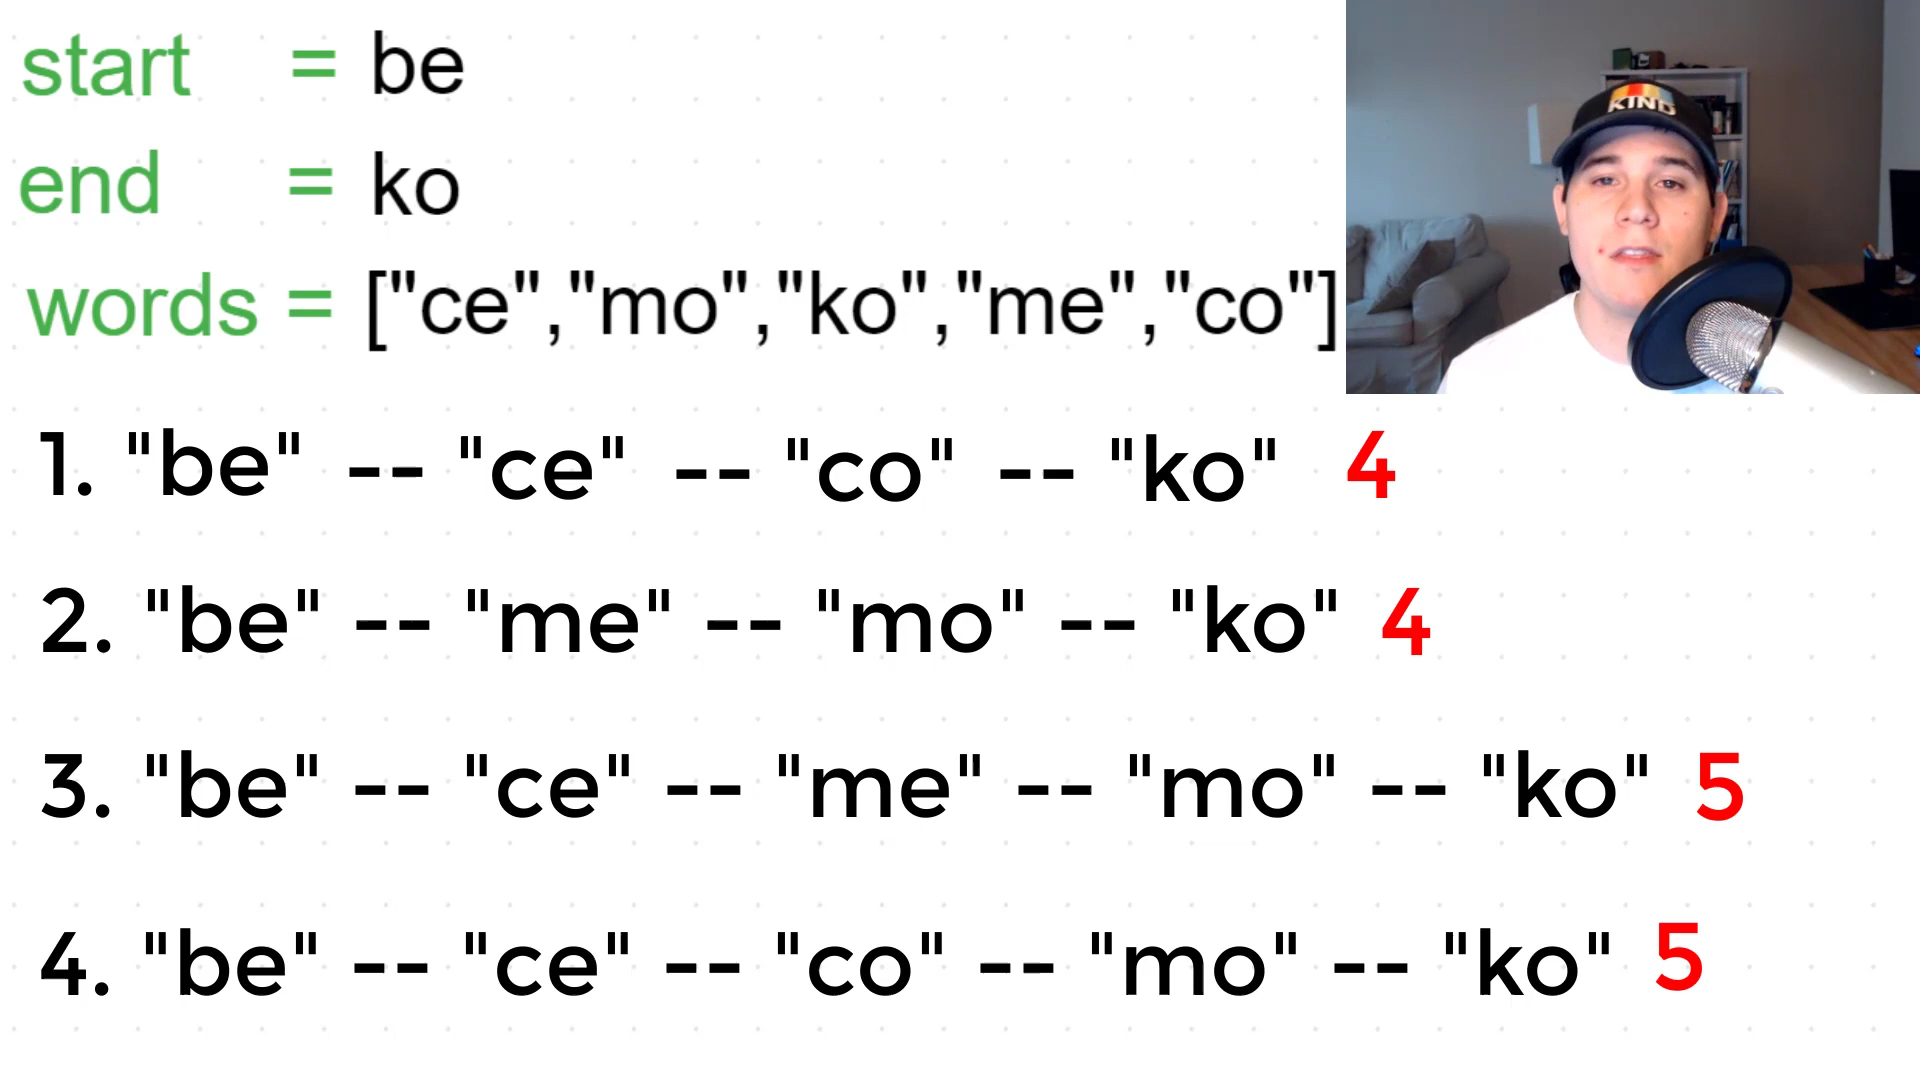 start = be
end = ko
words = ["ce","mo","ko","me","co"]
KIND
1. "be" -- "ce" -- "co" -- "ko" 4
2. "be" -- "me" -- "mo" -- "ko" 4
3. "be" -- "ce" -- "me" -- "mo" -- "ko" 5
4. "be" -- "ce" -- "co" -- "mo" -- "ko" 5